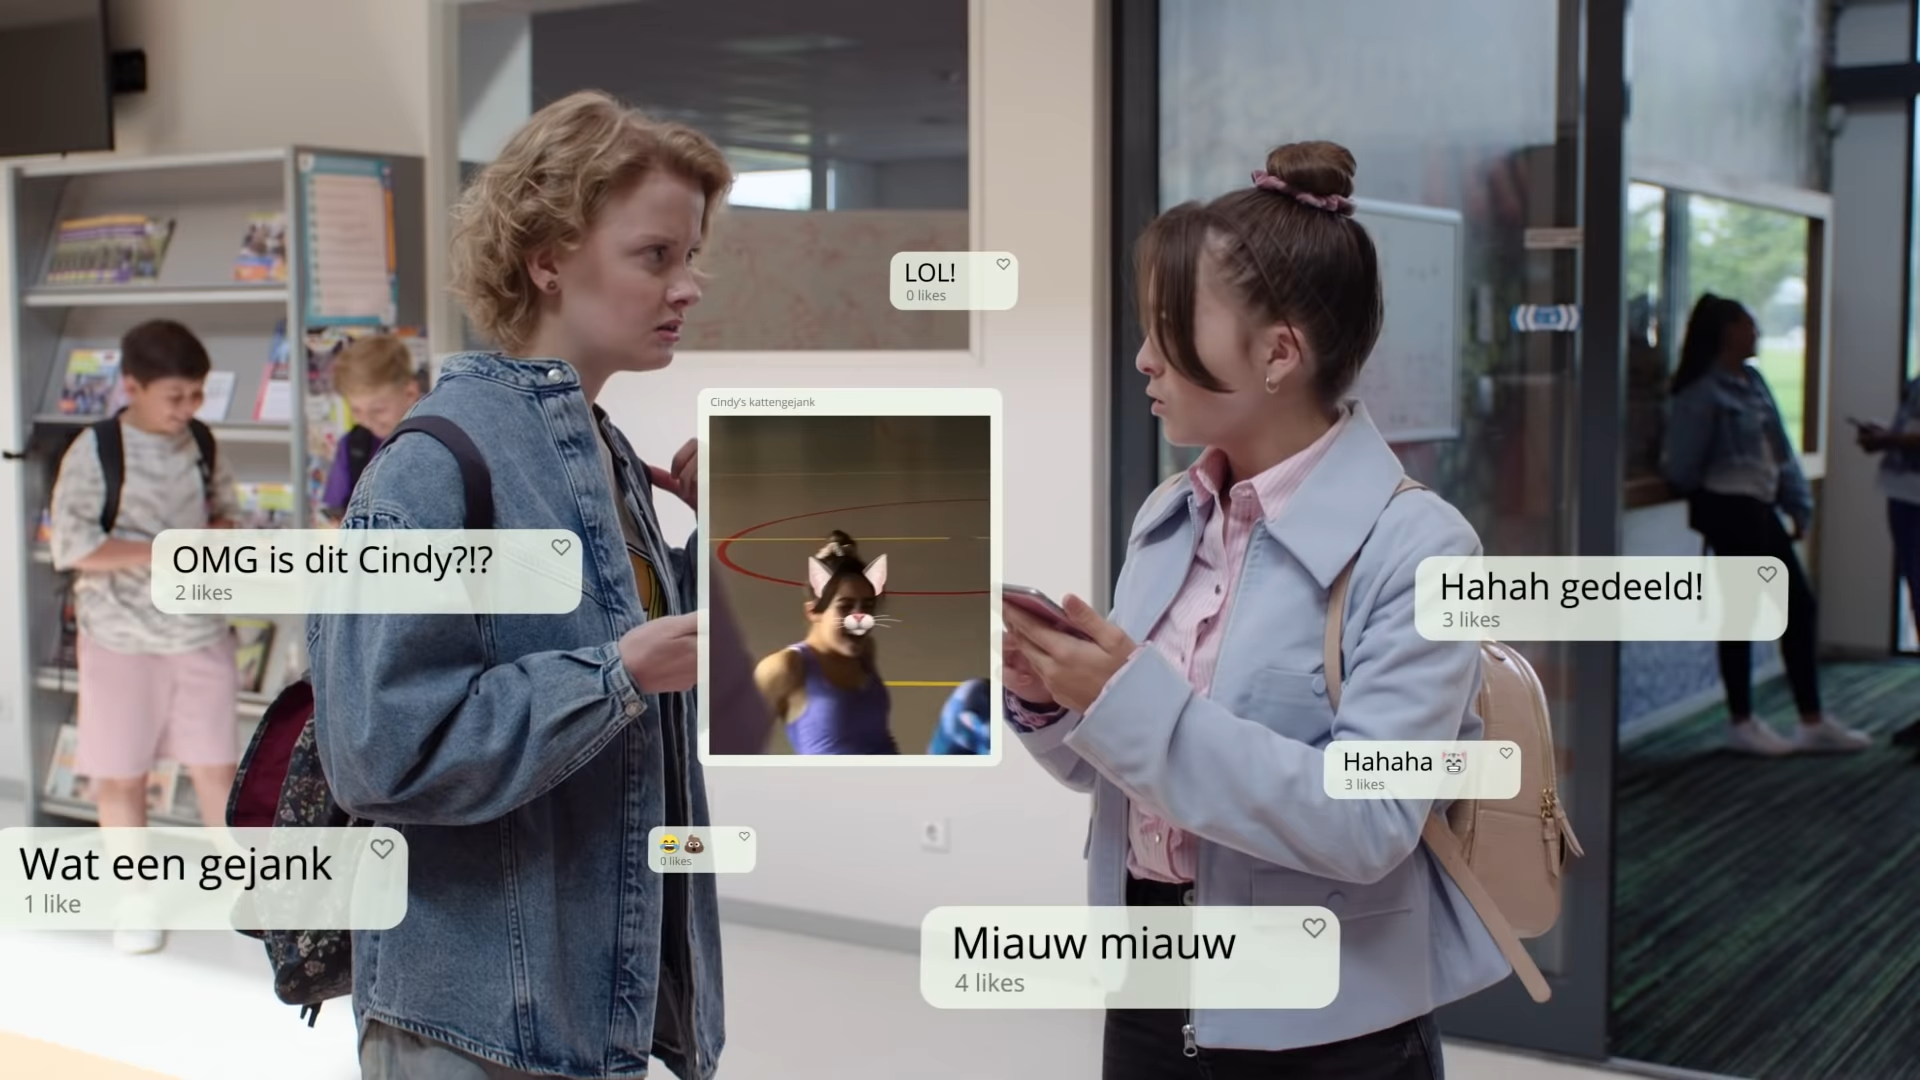 LOL!
0 likes
Cindy's kattengejank
OMG is dit Cindy?!?
2 likes
Hahah gedeeld!
3 likes
Hahaha 😹
3 likes
😂💩
0 likes
Wat een gejank
1 like
Miauw miauw
4 likes